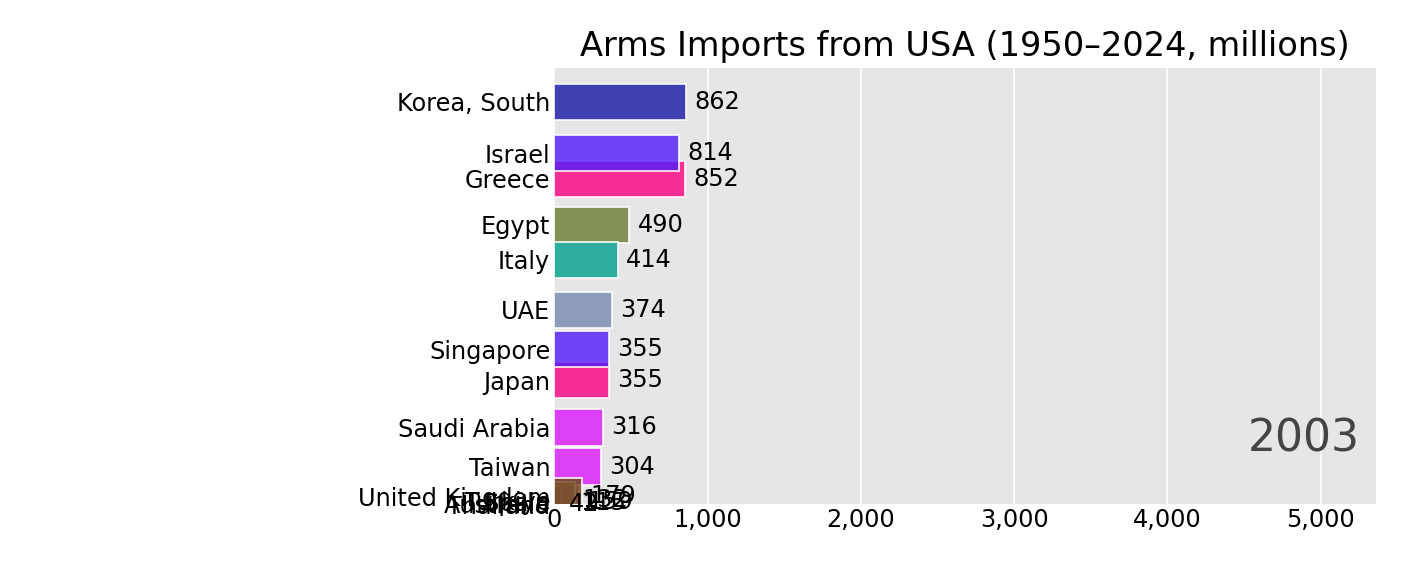 Arms Imports from USA (1950–2024, millions)
Korea, South 862
Israel 814
Greece 852
Egypt 490
Italy 414
UAE 374
Singapore 355
Japan 355
Saudi Arabia 316
2003
Taiwan 304
United Kingdom 179
0 1,000 2,000 3,000 4,000 5,000